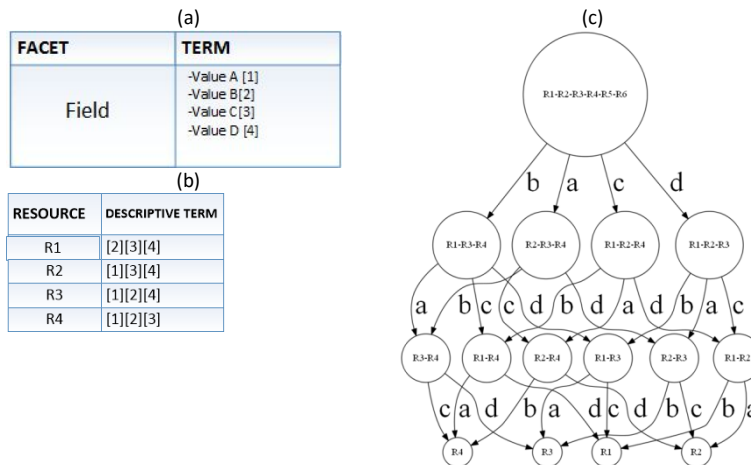 (a)
FACET TERM
Field
-Value A [1]
-Value B[2]
-Value C[3]
-Value D [4]
(b)
RESOURCE DESCRIPTIVE TERM
R1 [2][3][4]
R2 [1][3][4]
R3 [1][2][4]
R4 [1][2][3]
(c)
R1-R2-R3-R4-R5-R6
b a c d
R1-R3-R4 R2-R3-R4 R1-R2-R4 R1-R2-R3
a b c c d b d a d b a c
R3-R4 R1-R4 R2-R4 R1-R3 R2-R3 R1-R2
c a d b a d c d b c b a
R4 R3 R1 R2